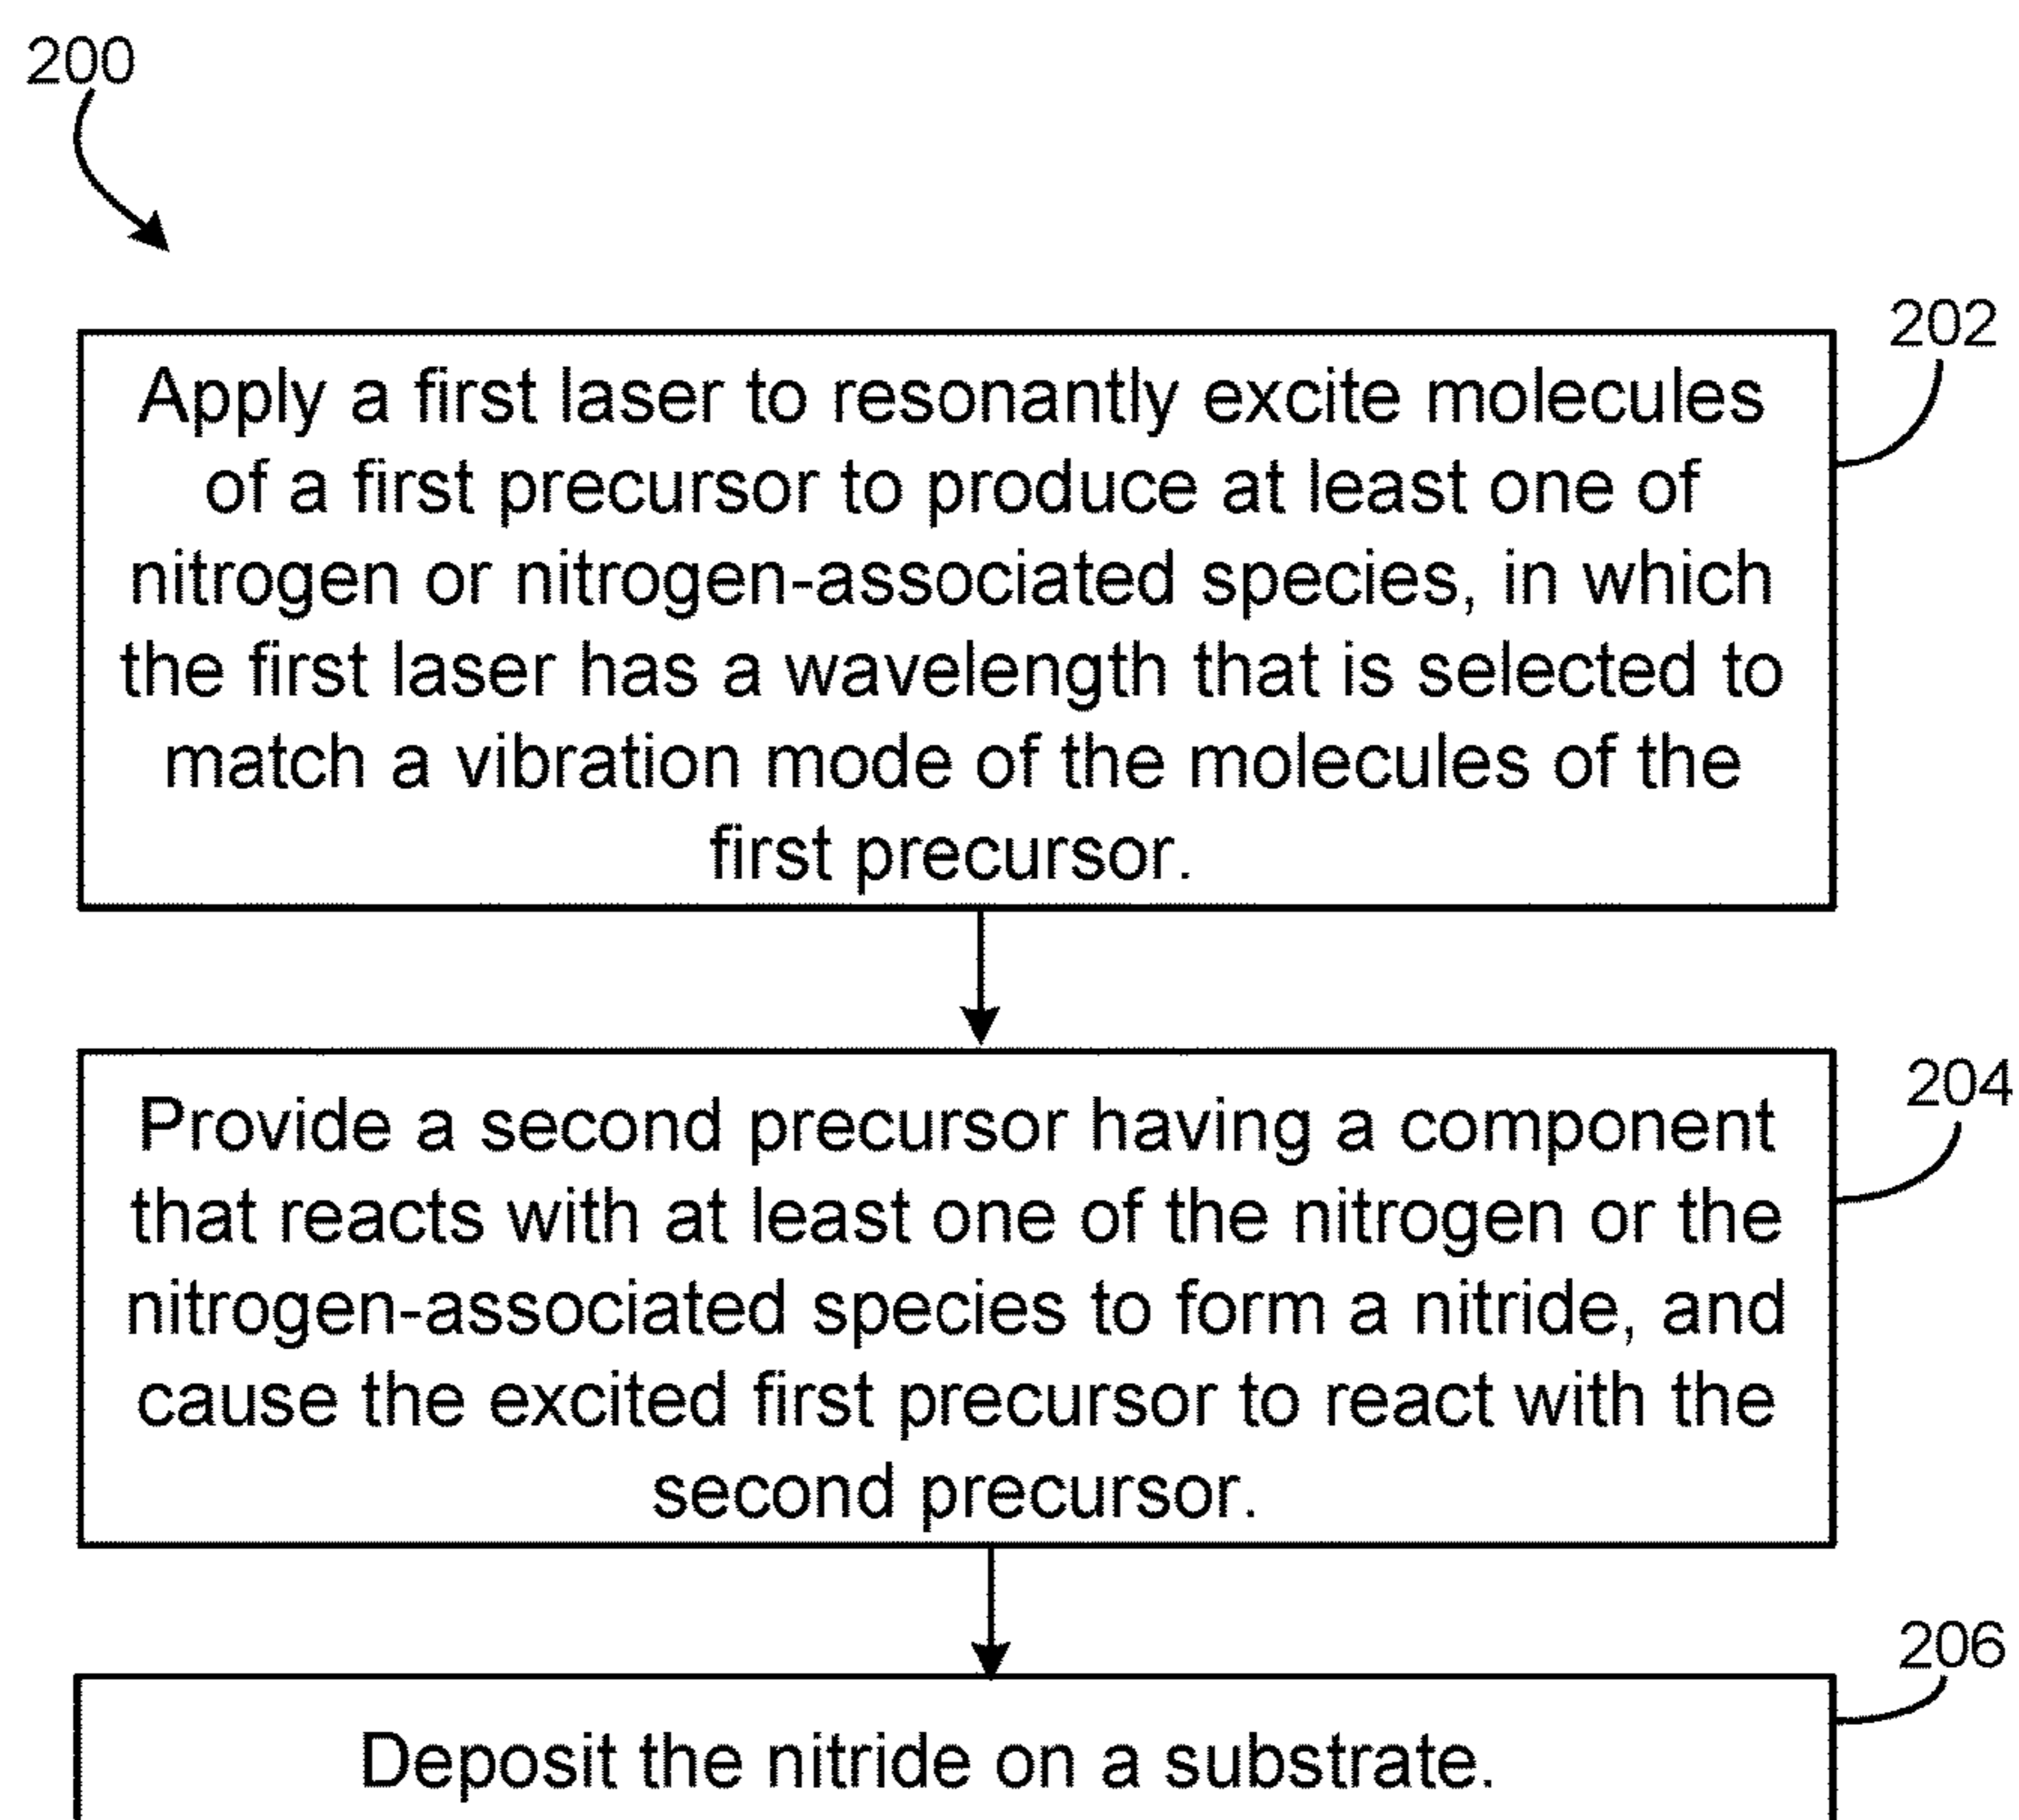 200
202
Apply a first laser to resonantly excite molecules
of a first precursor to produce at least one of
nitrogen or nitrogen-associated species, in which
the first laser has a wavelength that is selected to
match a vibration mode of the molecules of the
first precursor.
204
Provide a second precursor having a component
that reacts with at least one of the nitrogen or the
nitrogen-associated species to form a nitride, and
cause the excited first precursor to react with the
second precursor.
206
Deposit the nitride on a substrate.